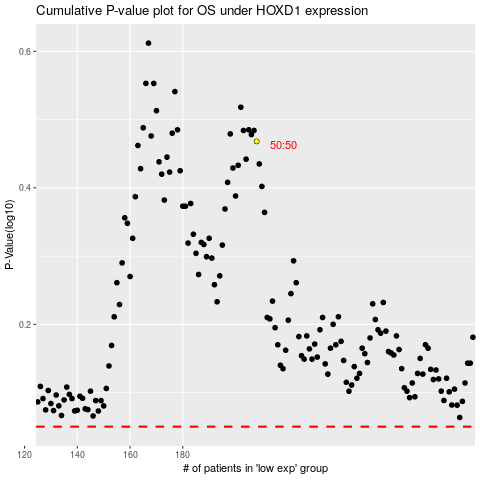 Cumulative P-value plot for OS under HOXD1 expression
0.6
50:50
0.4
P-Value(log10)
0.2
120 140 160 180
# of patients in 'low exp' group